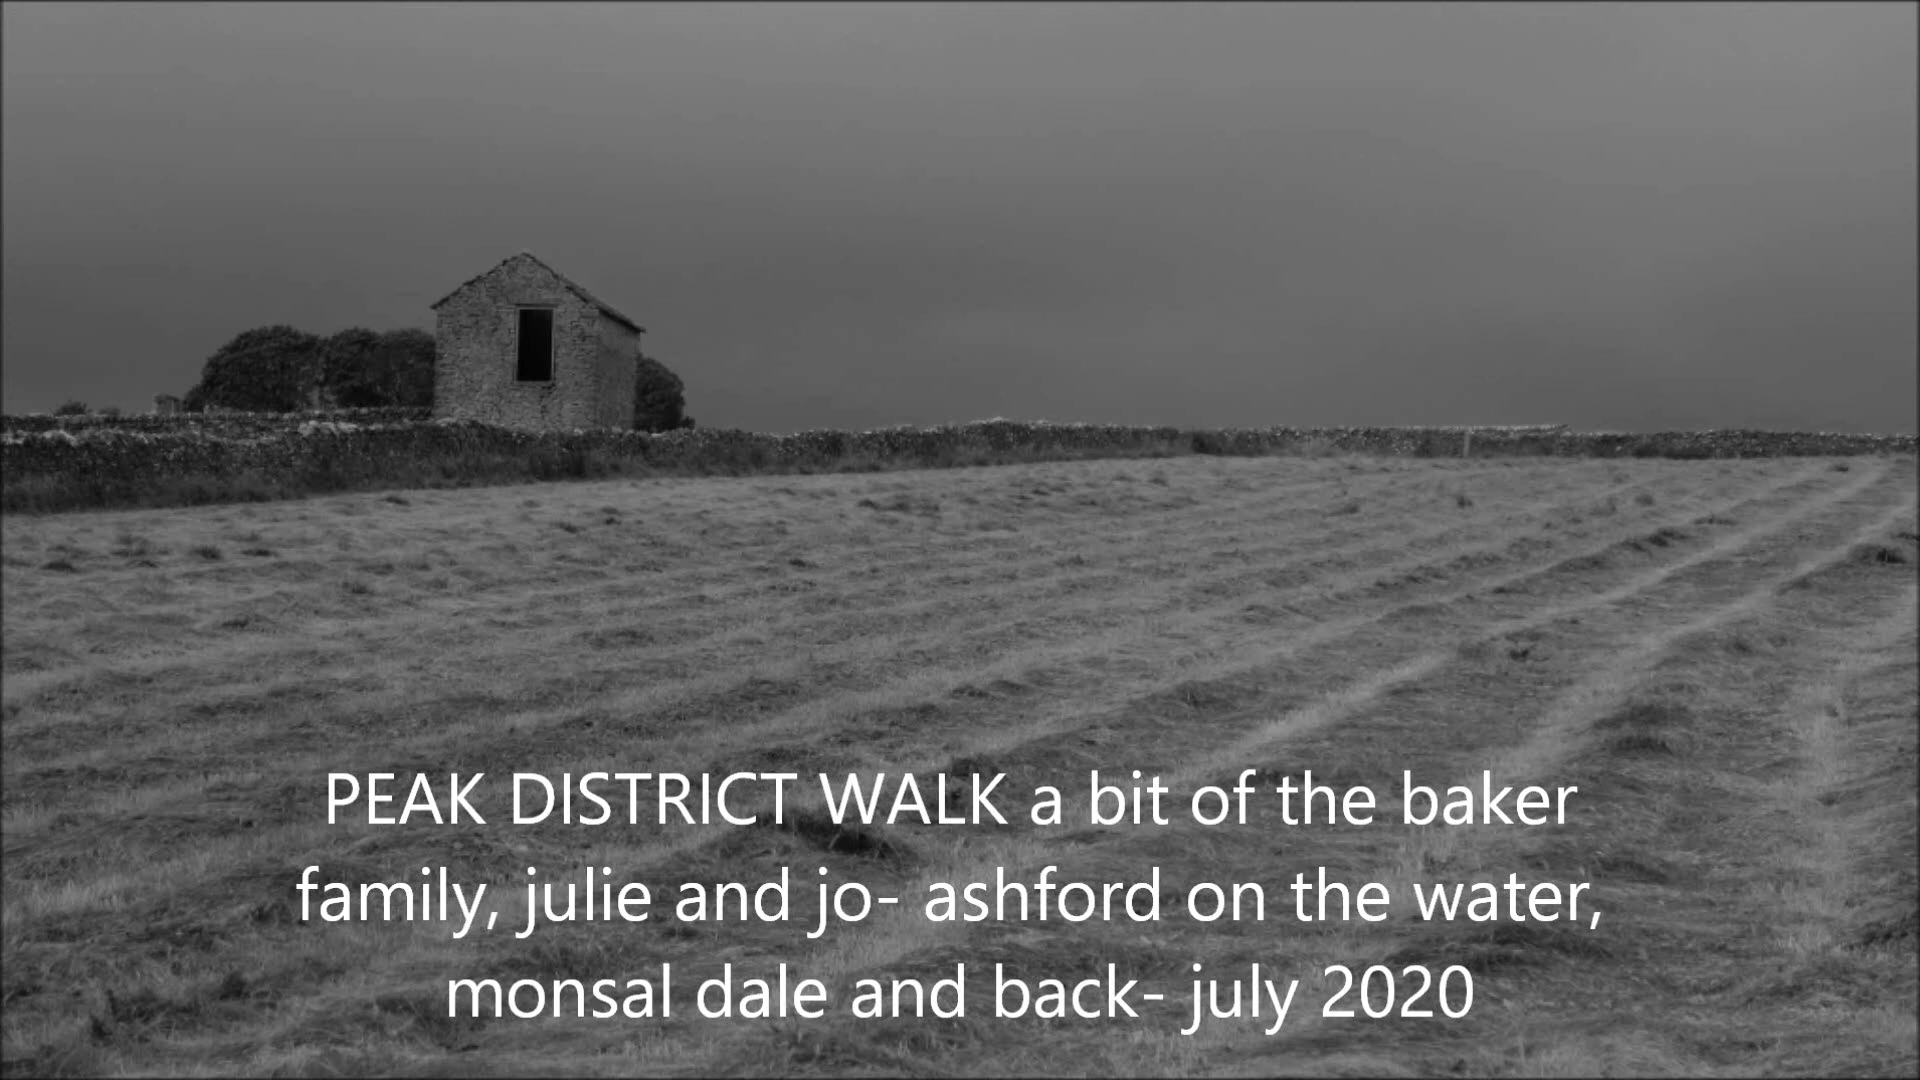 PEAK DISTRICT WALK a bit of the baker
family, julie and jo- ashford on the water,
monsal dale and back- july 2020